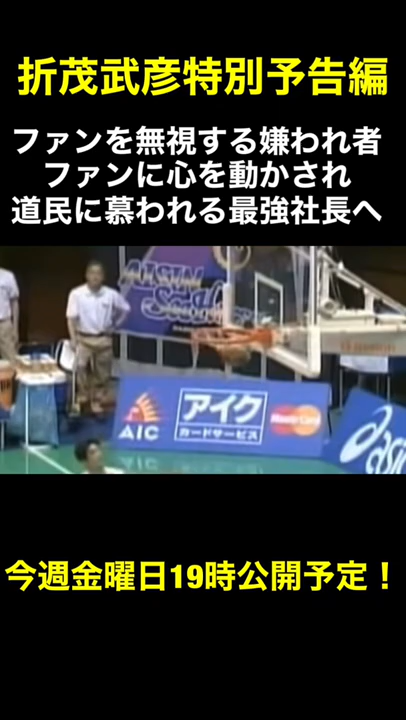 折茂武彦特別予告編
ファンを無視する嫌われ者
ファンに心を動かされ
道民に慕われる最強社長へ
AISIN
AIC
アイク
カードサービス
MasterCard
asics
今週金曜日19時公開予定！